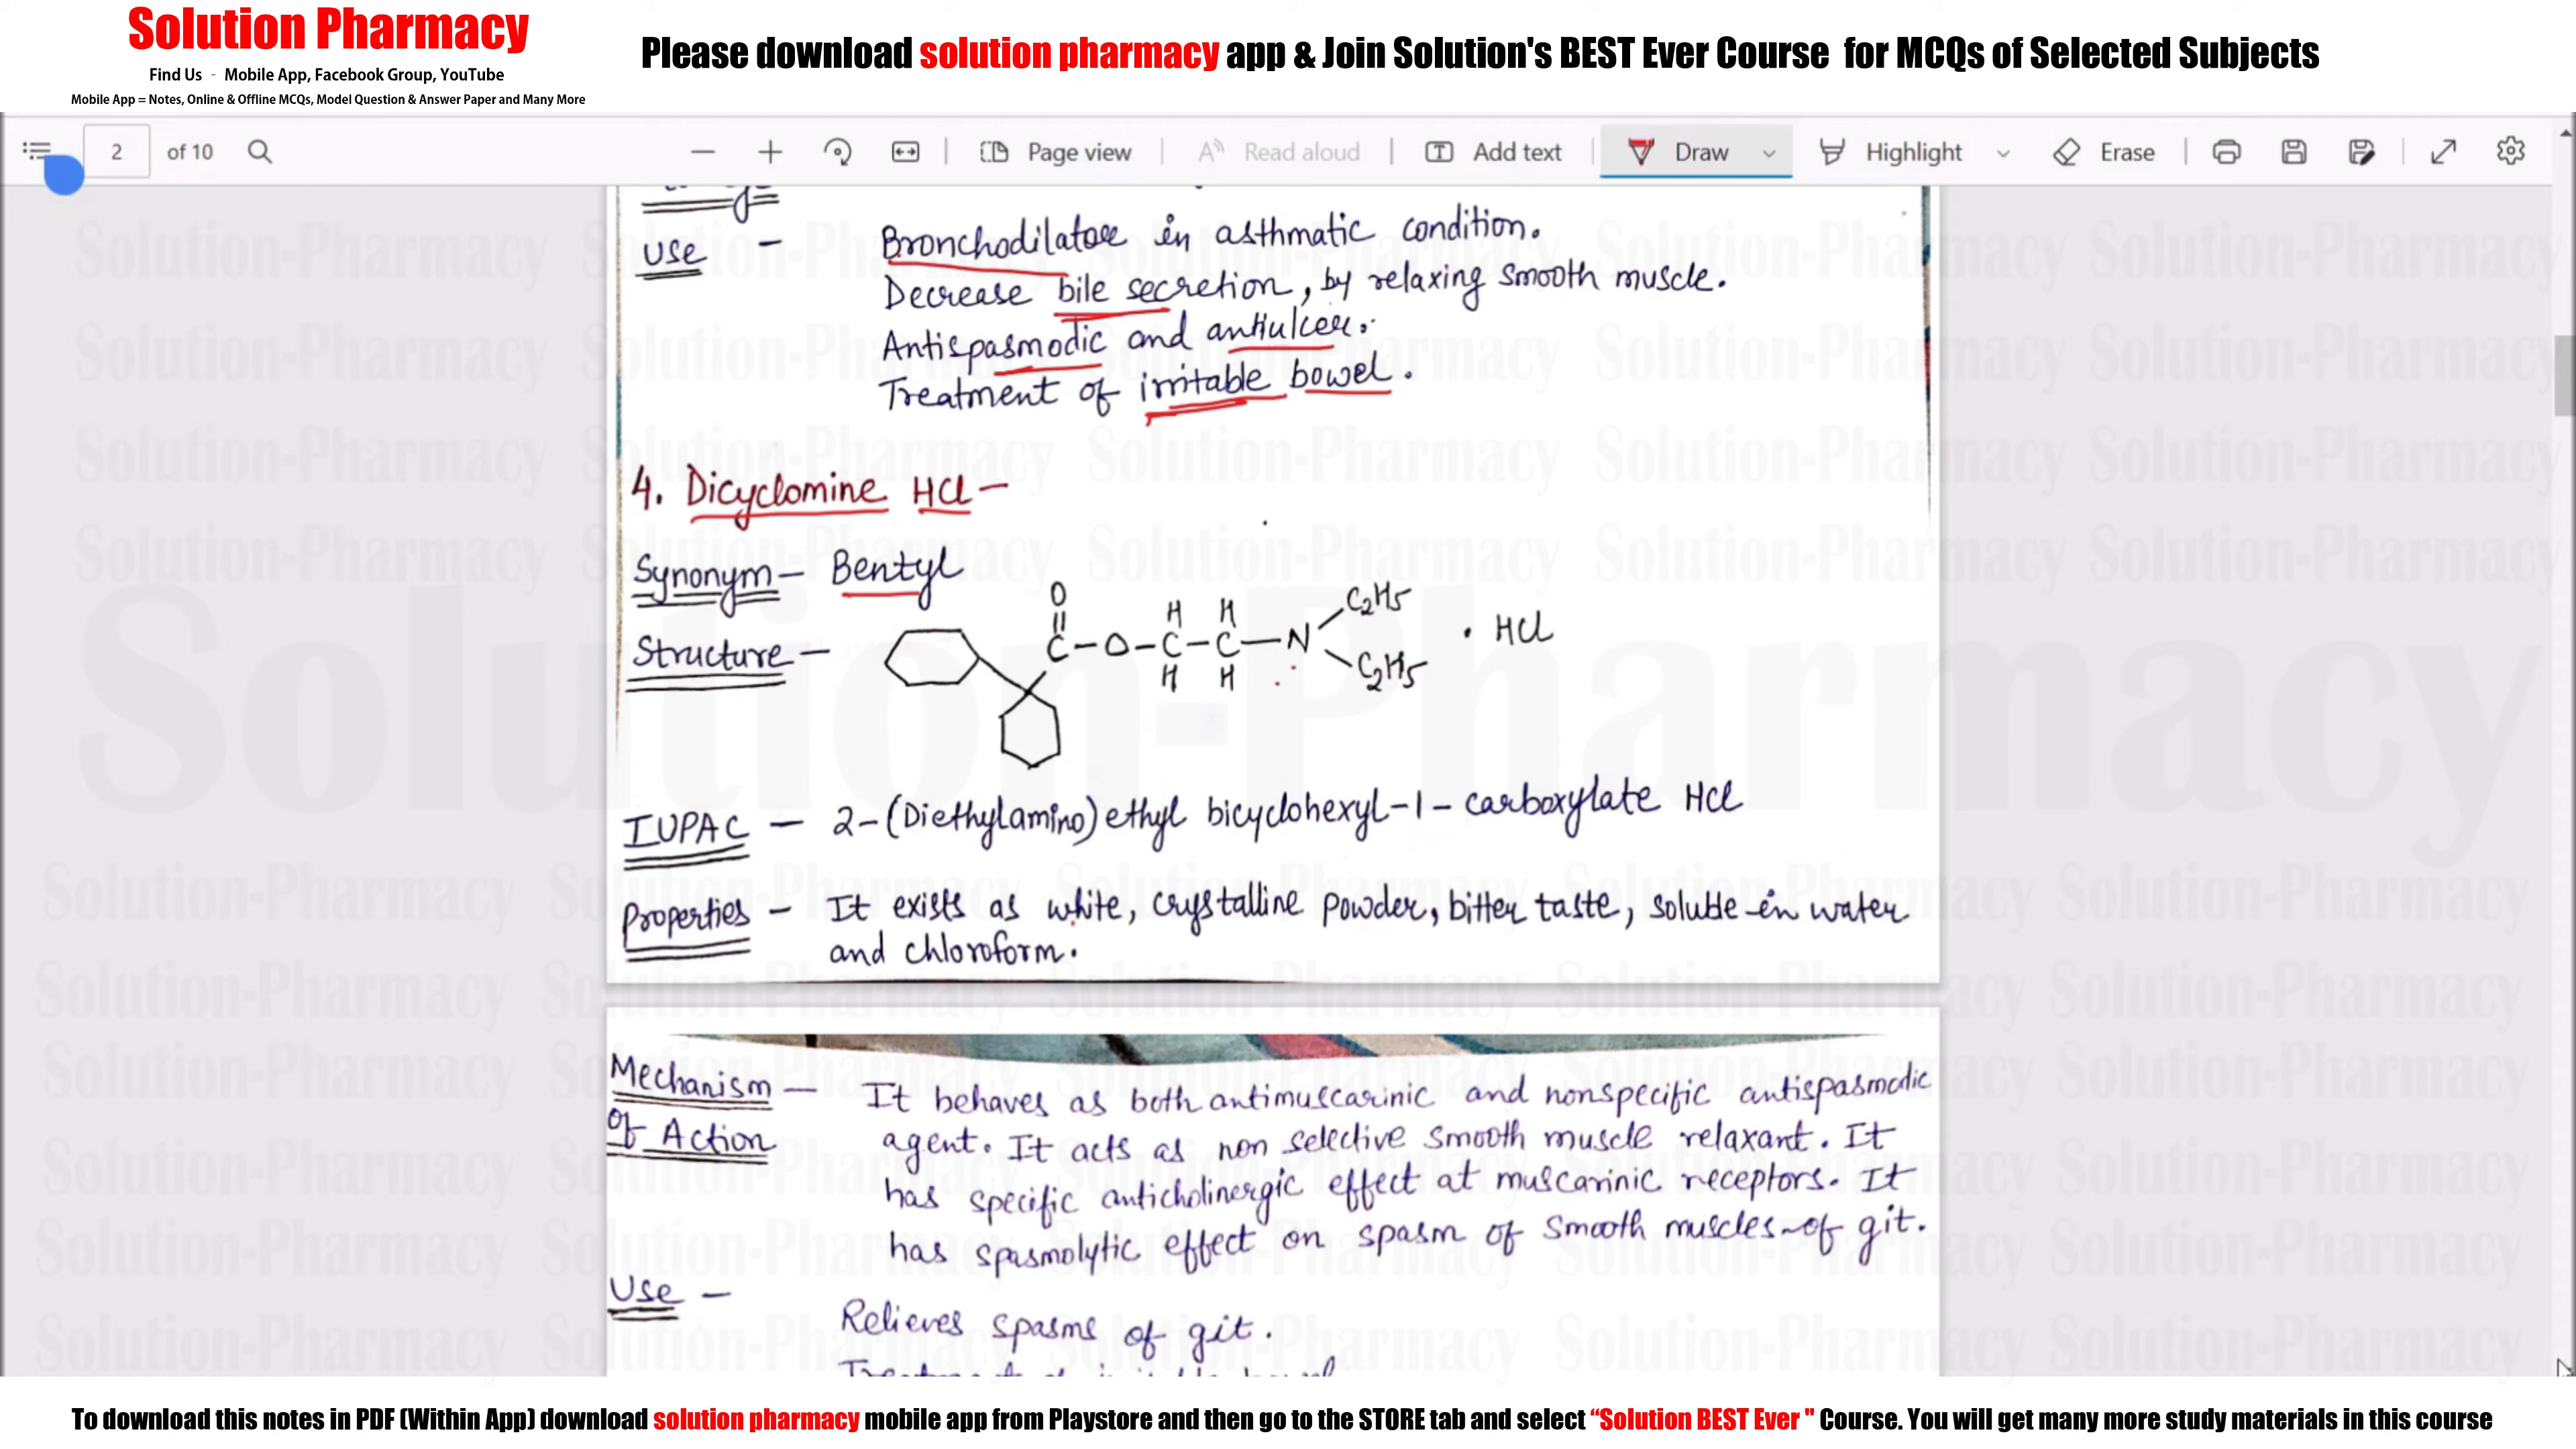 Solution Pharmacy
Find Us - Mobile App, Facebook Group, YouTube
Mobile App = Notes, Online & Offline MCQs, Model Question & Answer Paper and Many More
Please download solution pharmacy app & Join Solution's BEST Ever Course for MCQs of Selected Subjects
2 of 10 Page view Read aloud Add text Draw Highlight Erase
Use - Bronchodilator in asthmatic condition.
Decrease bile secretion, by relaxing smooth muscle.
Antispasmodic and antiulcer.
Treatment of irritable bowel.
4. Dicyclomine HCl -
Synonym - Bentyl
Structure -
O
H H C2H5
C-O-C-C-N . HCl
H H C2H5
IUPAC - 2-(Diethylamino)ethyl bicyclohexyl-1-carboxylate HCl
Properties - It exists as white, crystalline powder, bitter taste, soluble in water
and chloroform.
Mechanism - It behaves as both antimuscarinic and nonspecific antispasmodic
of Action agent. It acts as non selective smooth muscle relaxant. It
has specific anticholinergic effect at muscarinic receptors. It
has spasmolytic effect on spasm of smooth muscles of git.
Use -
Relieves spasms of git.
Solution-Pharmacy
To download this notes in PDF (Within App) download solution pharmacy mobile app from Playstore and then go to the STORE tab and select “Solution BEST Ever " Course. You will get many more study materials in this course